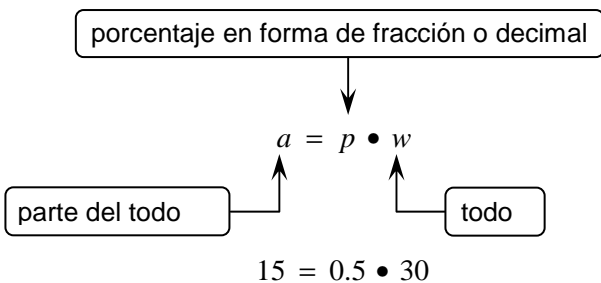 porcentaje en forma de fracción o decimal
a = p • w
parte del todo
todo
15 = 0.5 • 30